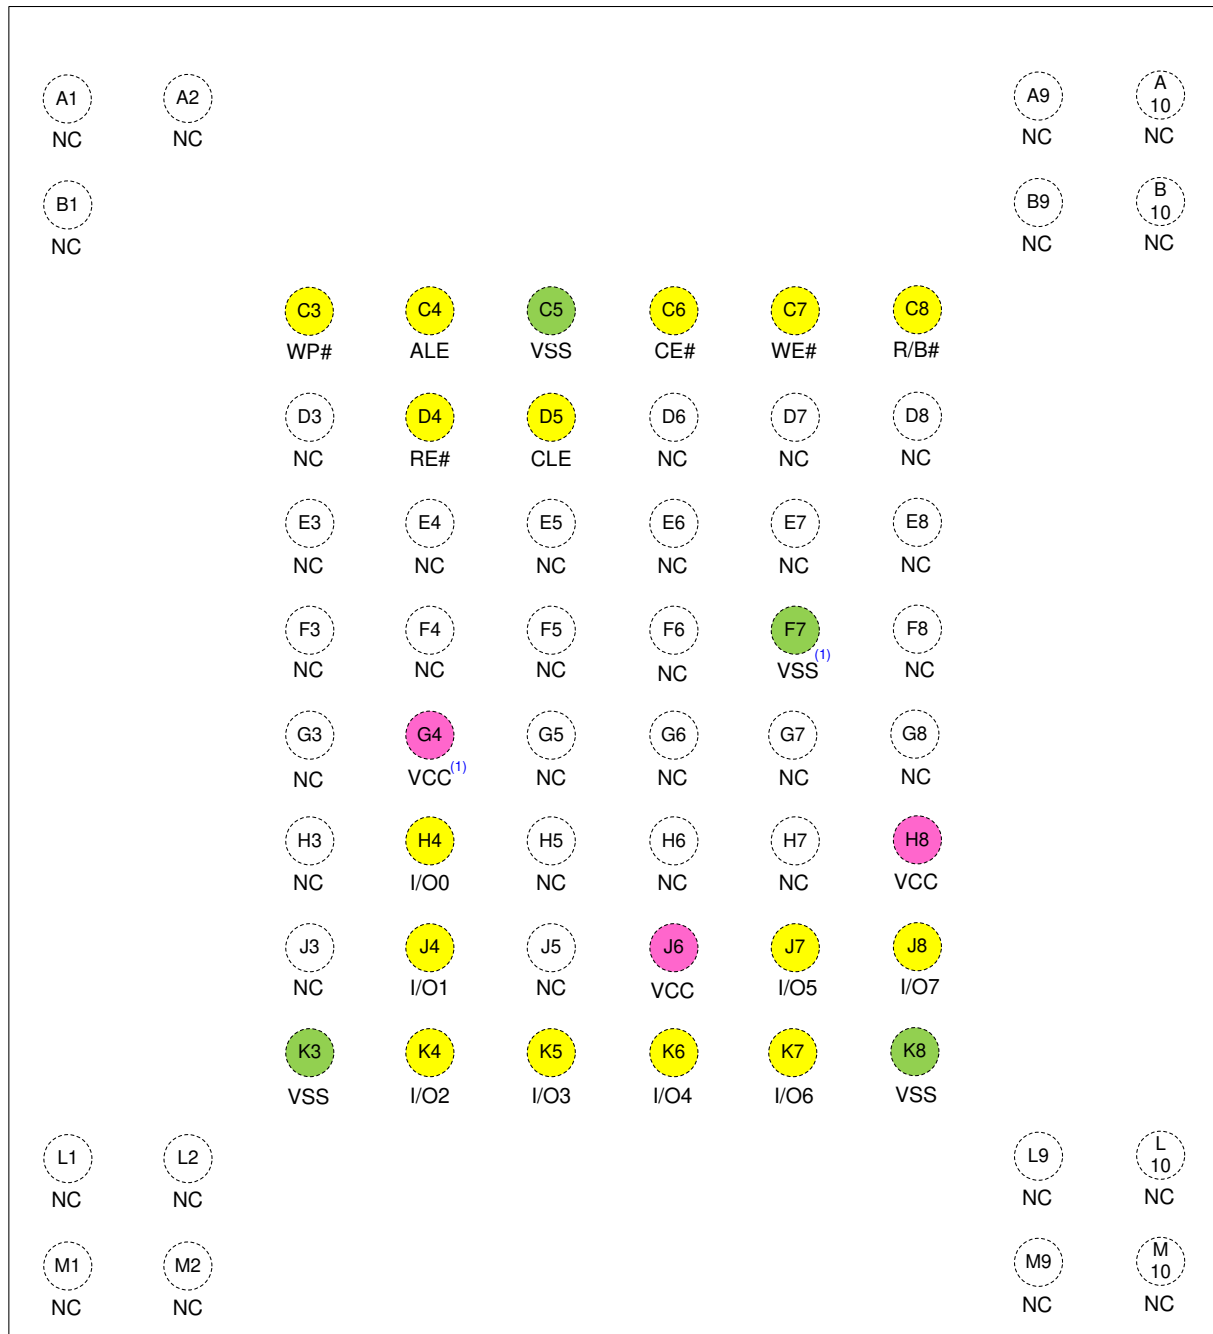 A1 A2 A9 A 10
NC NC NC NC
B1 B9 B 10
NC NC NC
C3 C4 C5 C6 C7 C8
WP# ALE VSS CE# WE# R/B#
D3 D4 D5 D6 D7 D8
NC RE# CLE NC NC NC
E3 E4 E5 E6 E7 E8
NC NC NC NC NC NC
F3 F4 F5 F6 F7 F8
NC NC NC NC VSS(1) NC
G3 G4 G5 G6 G7 G8
NC VCC(1) NC NC NC NC
H3 H4 H5 H6 H7 H8
NC I/O0 NC NC NC VCC
J3 J4 J5 J6 J7 J8
NC I/O1 NC VCC I/O5 I/O7
K3 K4 K5 K6 K7 K8
VSS I/O2 I/O3 I/O4 I/O6 VSS
L1 L2 L9 L 10
NC NC NC NC
M1 M2 M9 M 10
NC NC NC NC